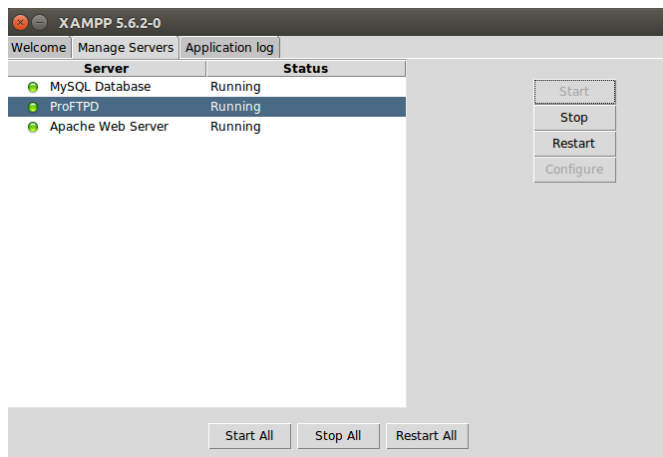 XAMPP 5.6.2-0
Welcome Manage Servers Application log
Server Status
MySQL Database Running
ProFTPD Running
Apache Web Server Running
Start
Stop
Restart
Configure
Start All Stop All Restart All